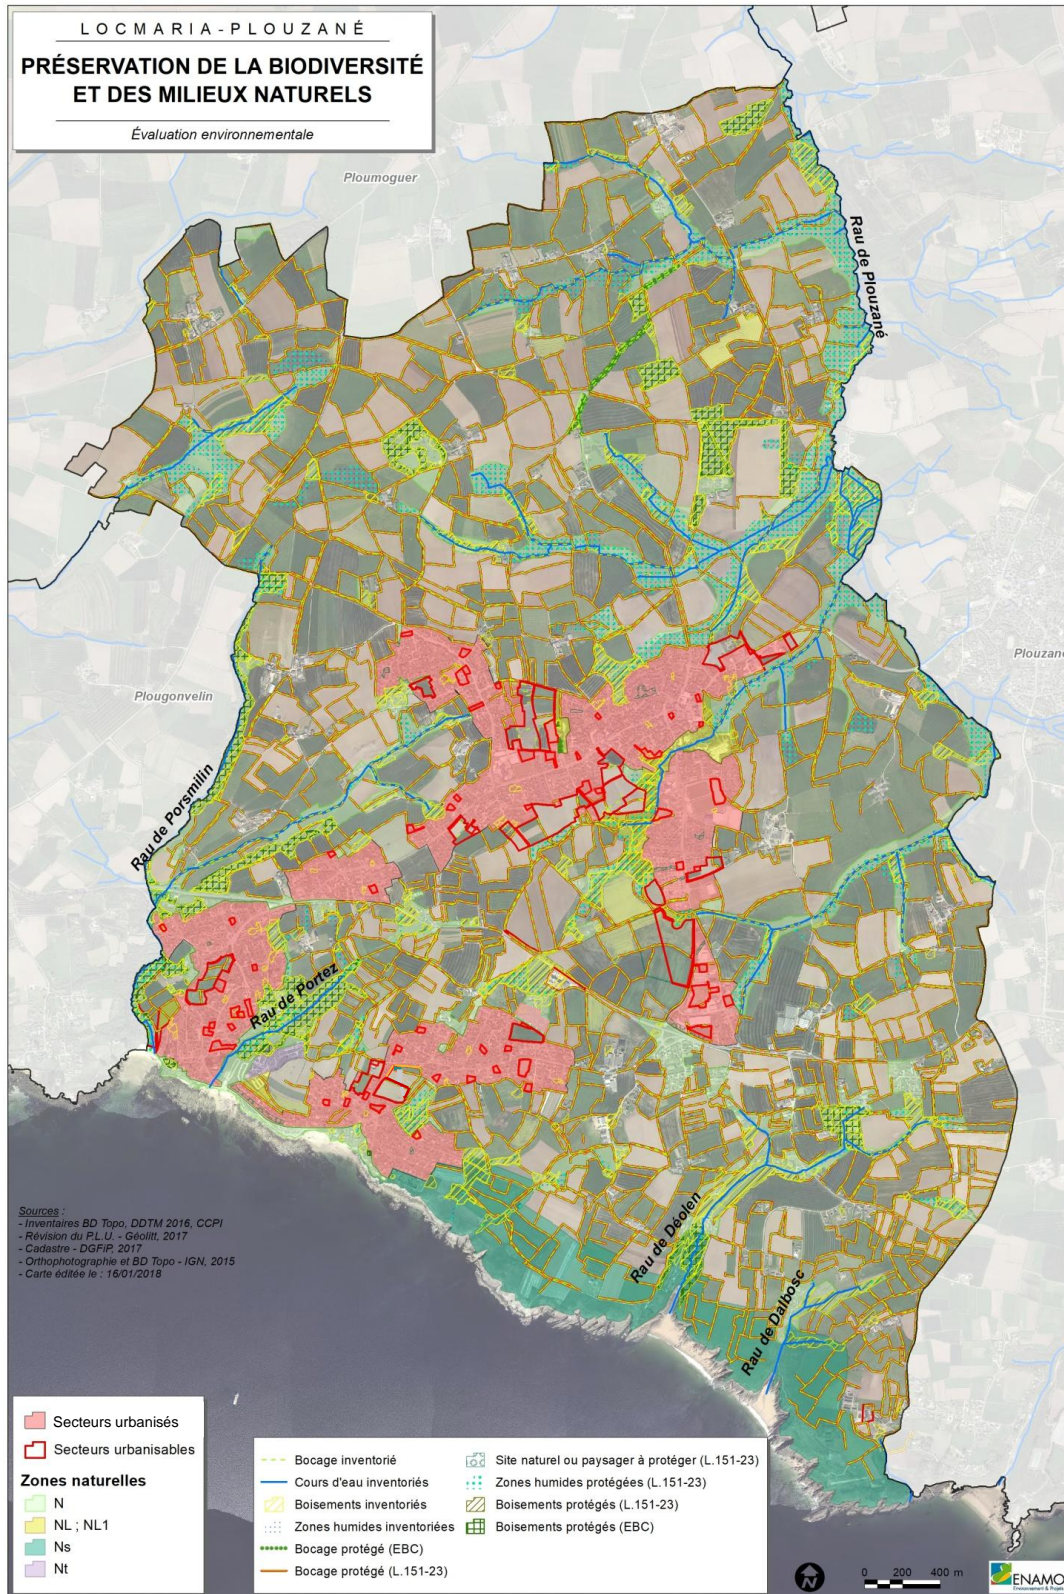 LOCMARIA-PLOUZANÉ
PRÉSERVATION DE LA BIODIVERSITÉ
ET DES MILIEUX NATURELS
Évaluation environnementale
Ploumoguer
Rau de Plouzané
Plouzané
Plougonvelin
Rau de Porsmilin
Rau de Portez
Rau de Déolen
Rau de Dalbosc
Sources :
- Inventaires BD Topo, DDTM 2016, CCPI
- Révision du P.L.U. - Géolitt, 2017
- Cadastre - DGFiP, 2017
- Orthophotographie et BD Topo - IGN, 2015
- Carte éditée le : 16/01/2018
Secteurs urbanisés
Secteurs urbanisables
Zones naturelles
N
NL ; NL1
Ns
Nt
Bocage inventorié
Cours d'eau inventoriés
Boisements inventoriés
Zones humides inventoriées
Bocage protégé (EBC)
Bocage protégé (L.151-23)
Site naturel ou paysager à protéger (L.151-23)
Zones humides protégées (L.151-23)
Boisements protégés (L.151-23)
Boisements protégés (EBC)
N
0 200 400 m
ENAMO